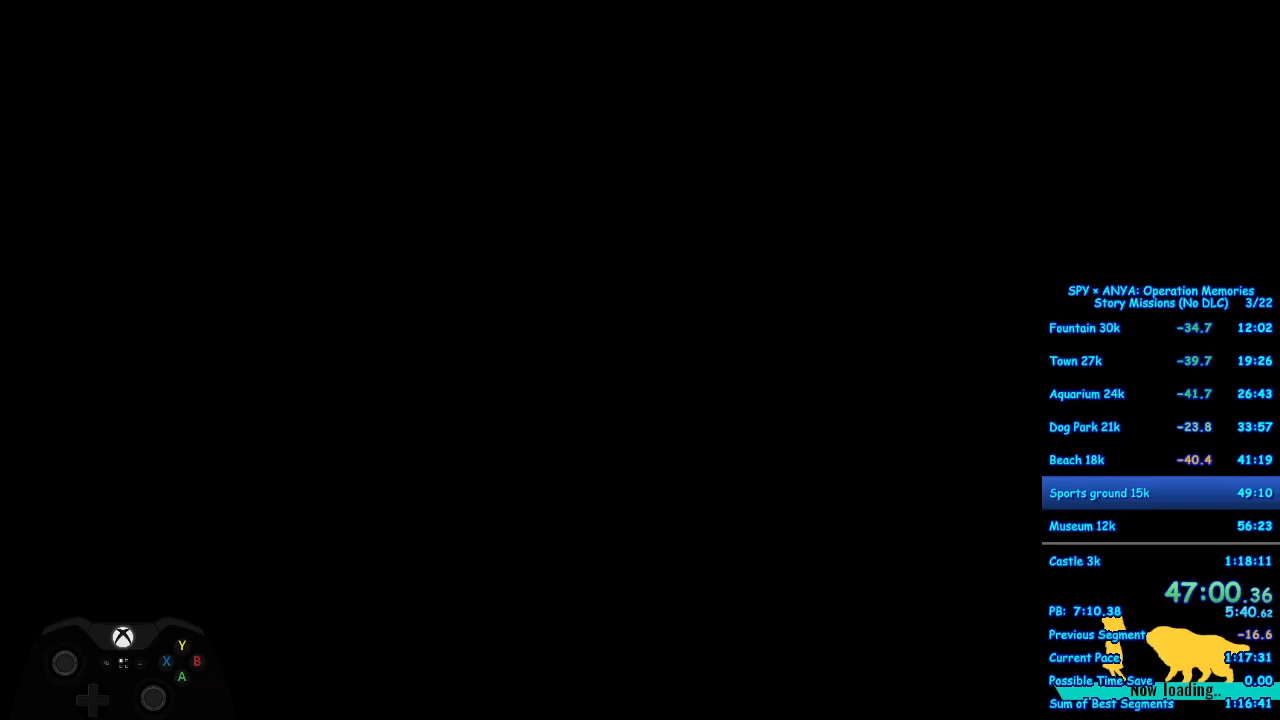 SPY × ANYA: Operation Memories
Story Missions (No DLC) 3/22
Fountain 30k -34.7 12:02
Town 27k -39.7 19:26
Aquarium 24k -41.7 26:43
Dog Park 21k -23.8 33:57
Beach 18k -40.4 41:19
Sports ground 15k 49:10
Museum 12k 56:23
Castle 3k 1:18:11
47:00.36
PB: 7:10.38 5:40.62
Previous Segment -16.6
Current Pace 1:17:31
Possible Time Save 0.00
Now loading..
Sum of Best Segments 1:16:41
Y
X B
A